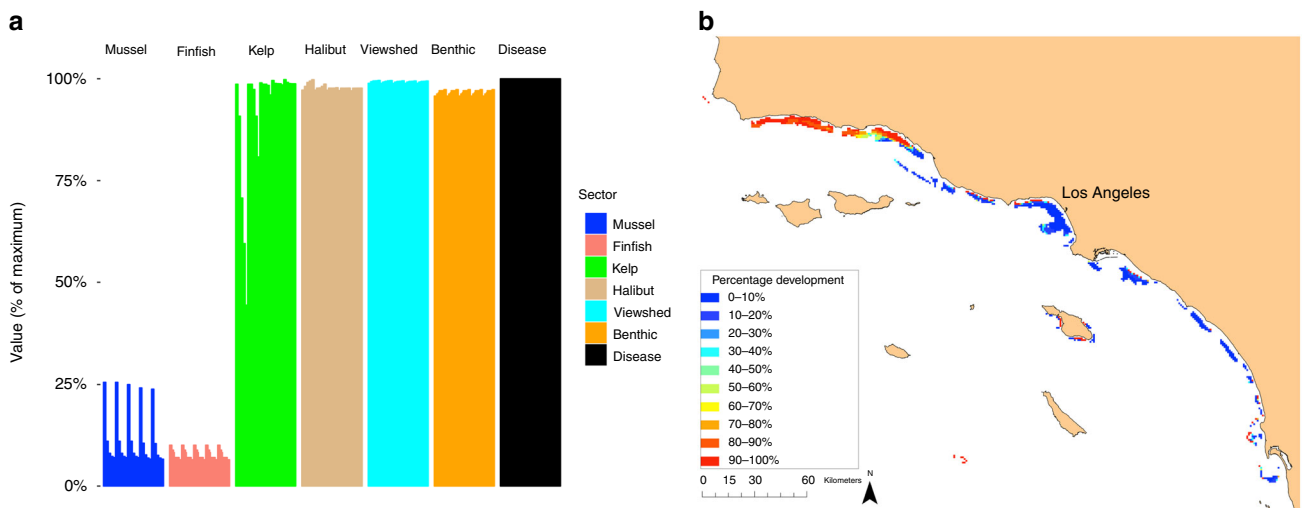 a
Mussel Finfish Kelp Halibut Viewshed Benthic Disease
100%
75%
50%
25%
0%
Value (% of maximum)
Sector
Mussel
Finfish
Kelp
Halibut
Viewshed
Benthic
Disease
b
Los Angeles
Percentage development
0–10%
10–20%
20–30%
30–40%
40–50%
50–60%
60–70%
70–80%
80–90%
90–100%
0 15 30 60 Kilometers
N